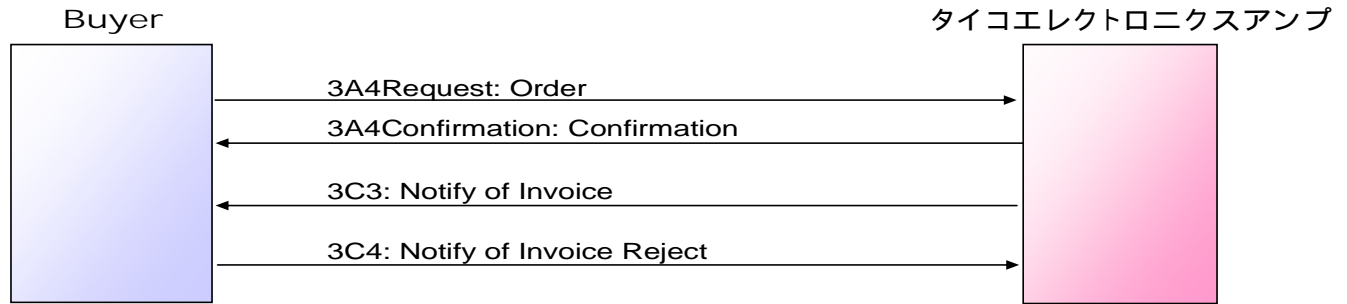 Buyer
タイコエレクトロニクスアンプ
3A4Request: Order
3A4Confirmation: Confirmation
3C3: Notify of Invoice
3C4: Notify of Invoice Reject